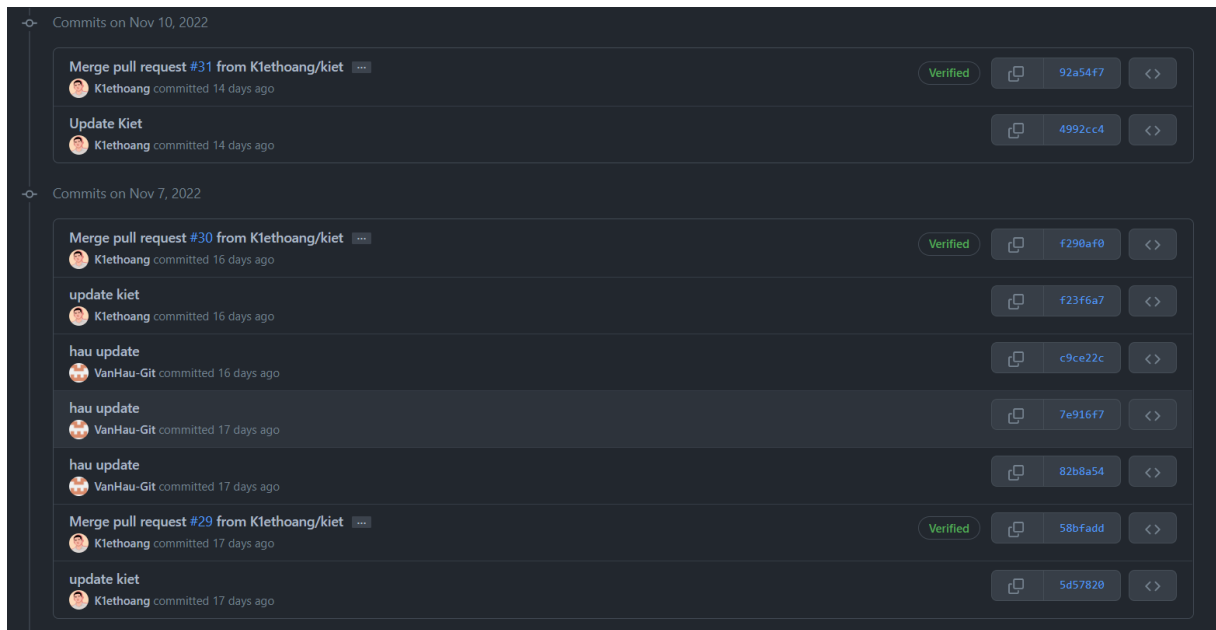 Commits on Nov 10, 2022
Merge pull request #31 from K1ethoang/kiet ...
Verified
92a54f7
K1ethoang committed 14 days ago
Update Kiet
4992cc4
K1ethoang committed 14 days ago
Commits on Nov 7, 2022
Merge pull request #30 from K1ethoang/kiet ...
Verified
f290af0
K1ethoang committed 16 days ago
update kiet
f23f6a7
K1ethoang committed 16 days ago
hau update
c9ce22c
VanHau-Git committed 16 days ago
hau update
7e916f7
VanHau-Git committed 17 days ago
hau update
82b8a54
VanHau-Git committed 17 days ago
Merge pull request #29 from K1ethoang/kiet ...
Verified
58bfadd
K1ethoang committed 17 days ago
update kiet
5d57820
K1ethoang committed 17 days ago